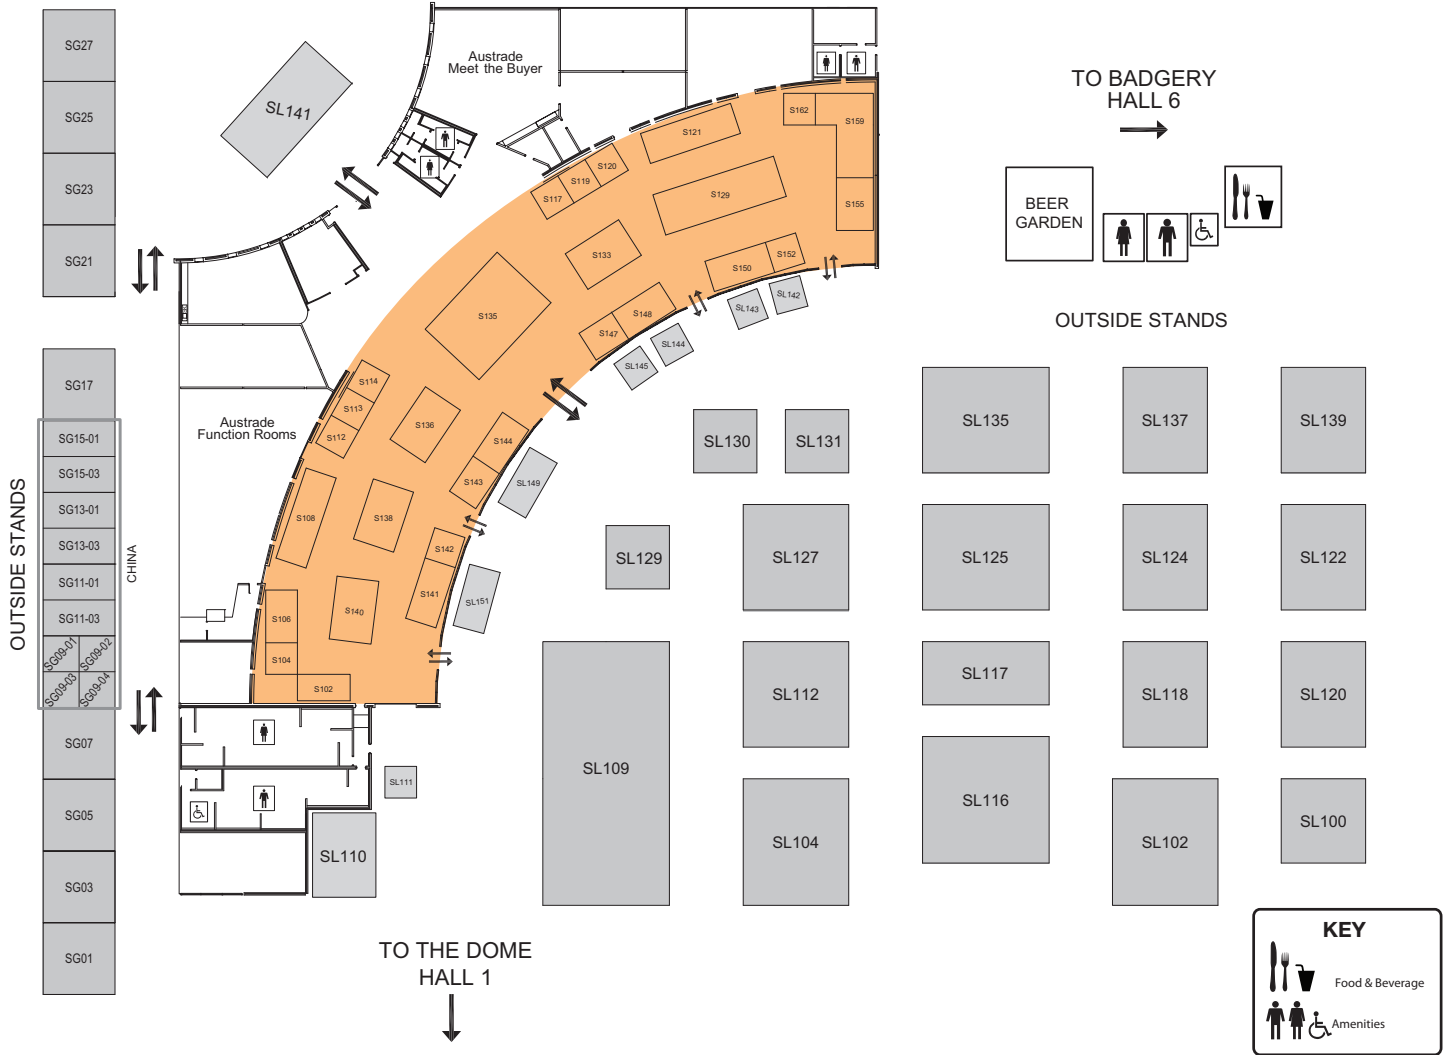 SG27
SG25
SG23
SG21
SG17
SG15-01
SG15-03
SG13-01
SG13-03
SG11-01
SG11-03
SG09-01
SG09-02
SG09-03
SG09-04
SG07
SG05
SG03
SG01
OUTSIDE STANDS
CHINA
SL141
Austrade
Meet the Buyer
Austrade
Function Rooms
S162
S159
S155
S121
S129
S120
S119
S117
S133
S152
S150
S148
S147
S135
S114
S113
S112
S136
S144
S143
S108
S138
S142
S141
S140
S106
S104
S102
SL142
SL143
SL144
SL145
SL149
SL151
SL111
SL110
TO BADGERY
HALL 6
BEER
GARDEN
OUTSIDE STANDS
SL130
SL131
SL135
SL137
SL139
SL129
SL127
SL125
SL124
SL122
SL109
SL112
SL117
SL118
SL120
SL104
SL116
SL102
SL100
TO THE DOME
HALL 1
KEY
Food & Beverage
Amenities